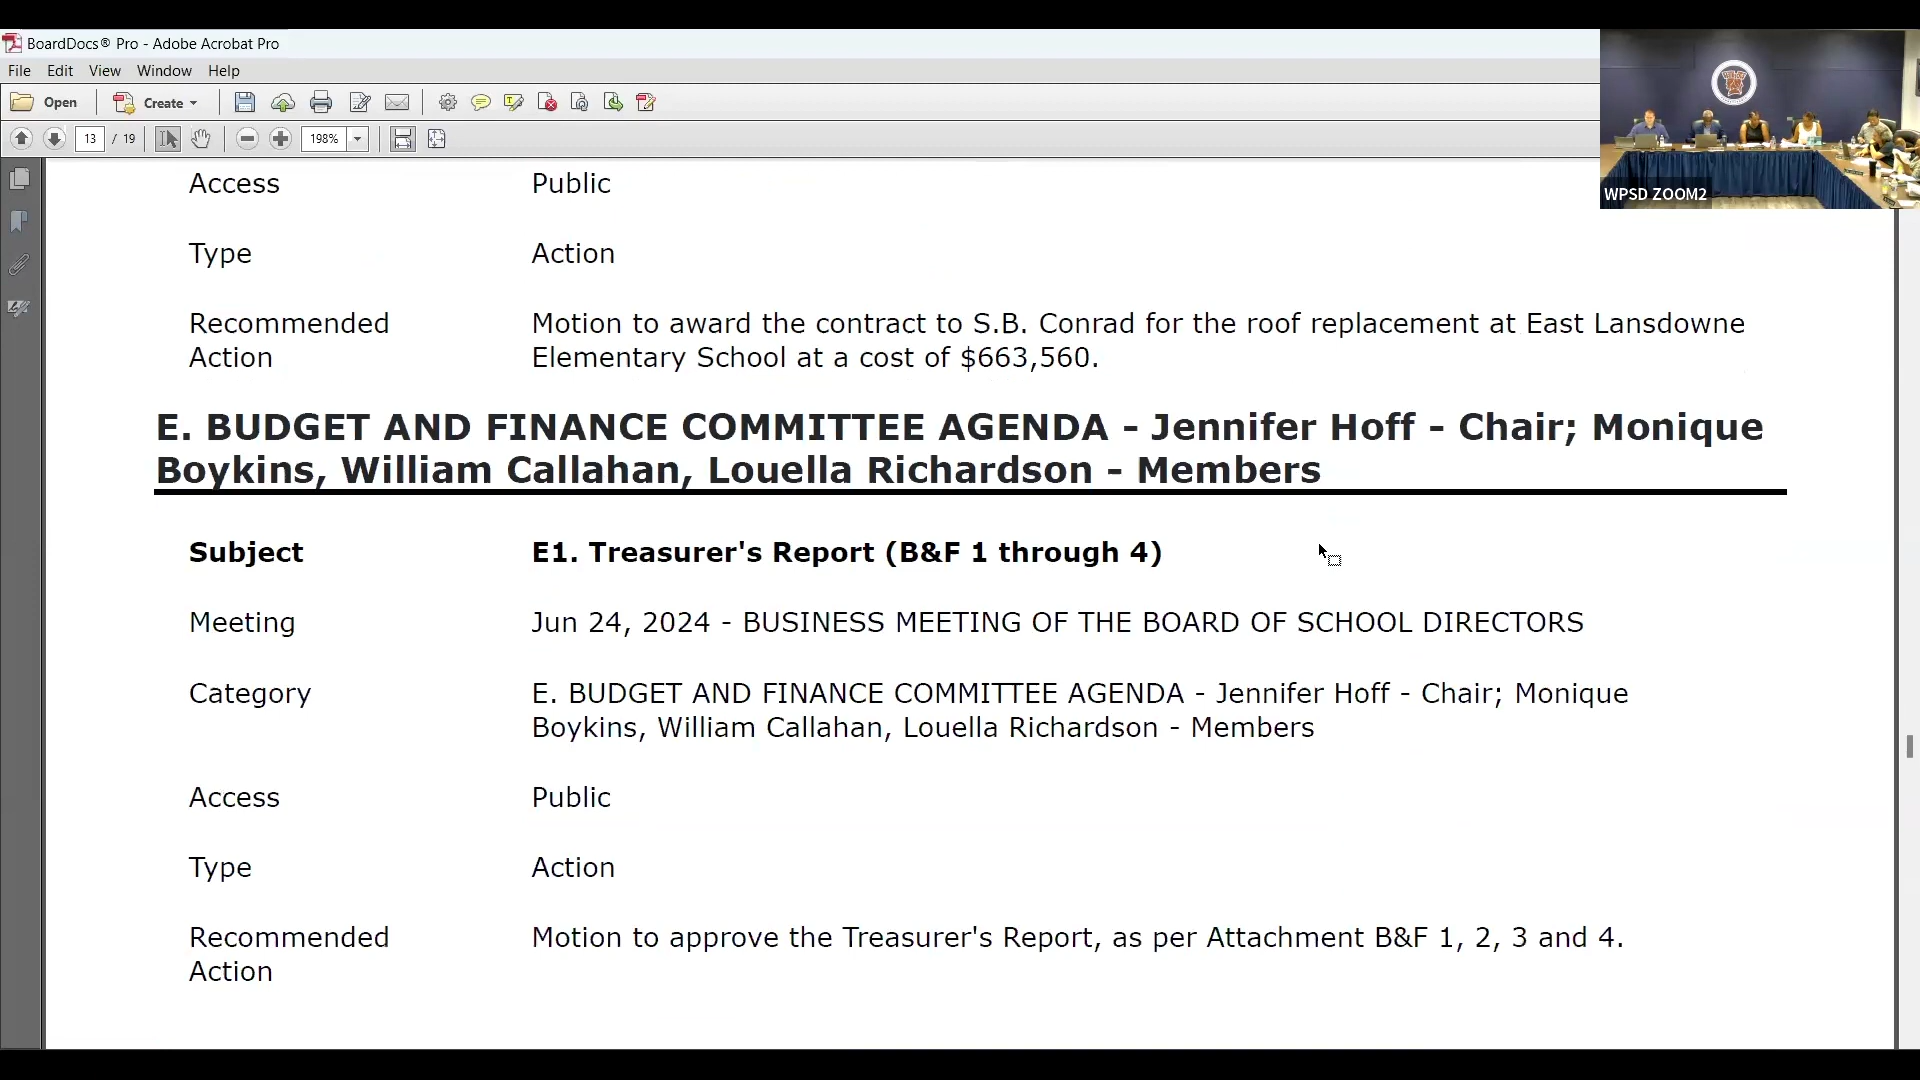 BoardDocs® Pro - Adobe Acrobat Pro
File Edit View Window Help
Open Create
13 / 19 198%
WPSD ZOOM2
Access Public
Type Action
Recommended Motion to award the contract to S.B. Conrad for the roof replacement at East Lansdowne
Action Elementary School at a cost of $663,560.
E. BUDGET AND FINANCE COMMITTEE AGENDA - Jennifer Hoff - Chair; Monique
Boykins, William Callahan, Louella Richardson - Members
Subject E1. Treasurer's Report (B&F 1 through 4)
Meeting Jun 24, 2024 - BUSINESS MEETING OF THE BOARD OF SCHOOL DIRECTORS
Category E. BUDGET AND FINANCE COMMITTEE AGENDA - Jennifer Hoff - Chair; Monique
Boykins, William Callahan, Louella Richardson - Members
Access Public
Type Action
Recommended Motion to approve the Treasurer's Report, as per Attachment B&F 1, 2, 3 and 4.
Action